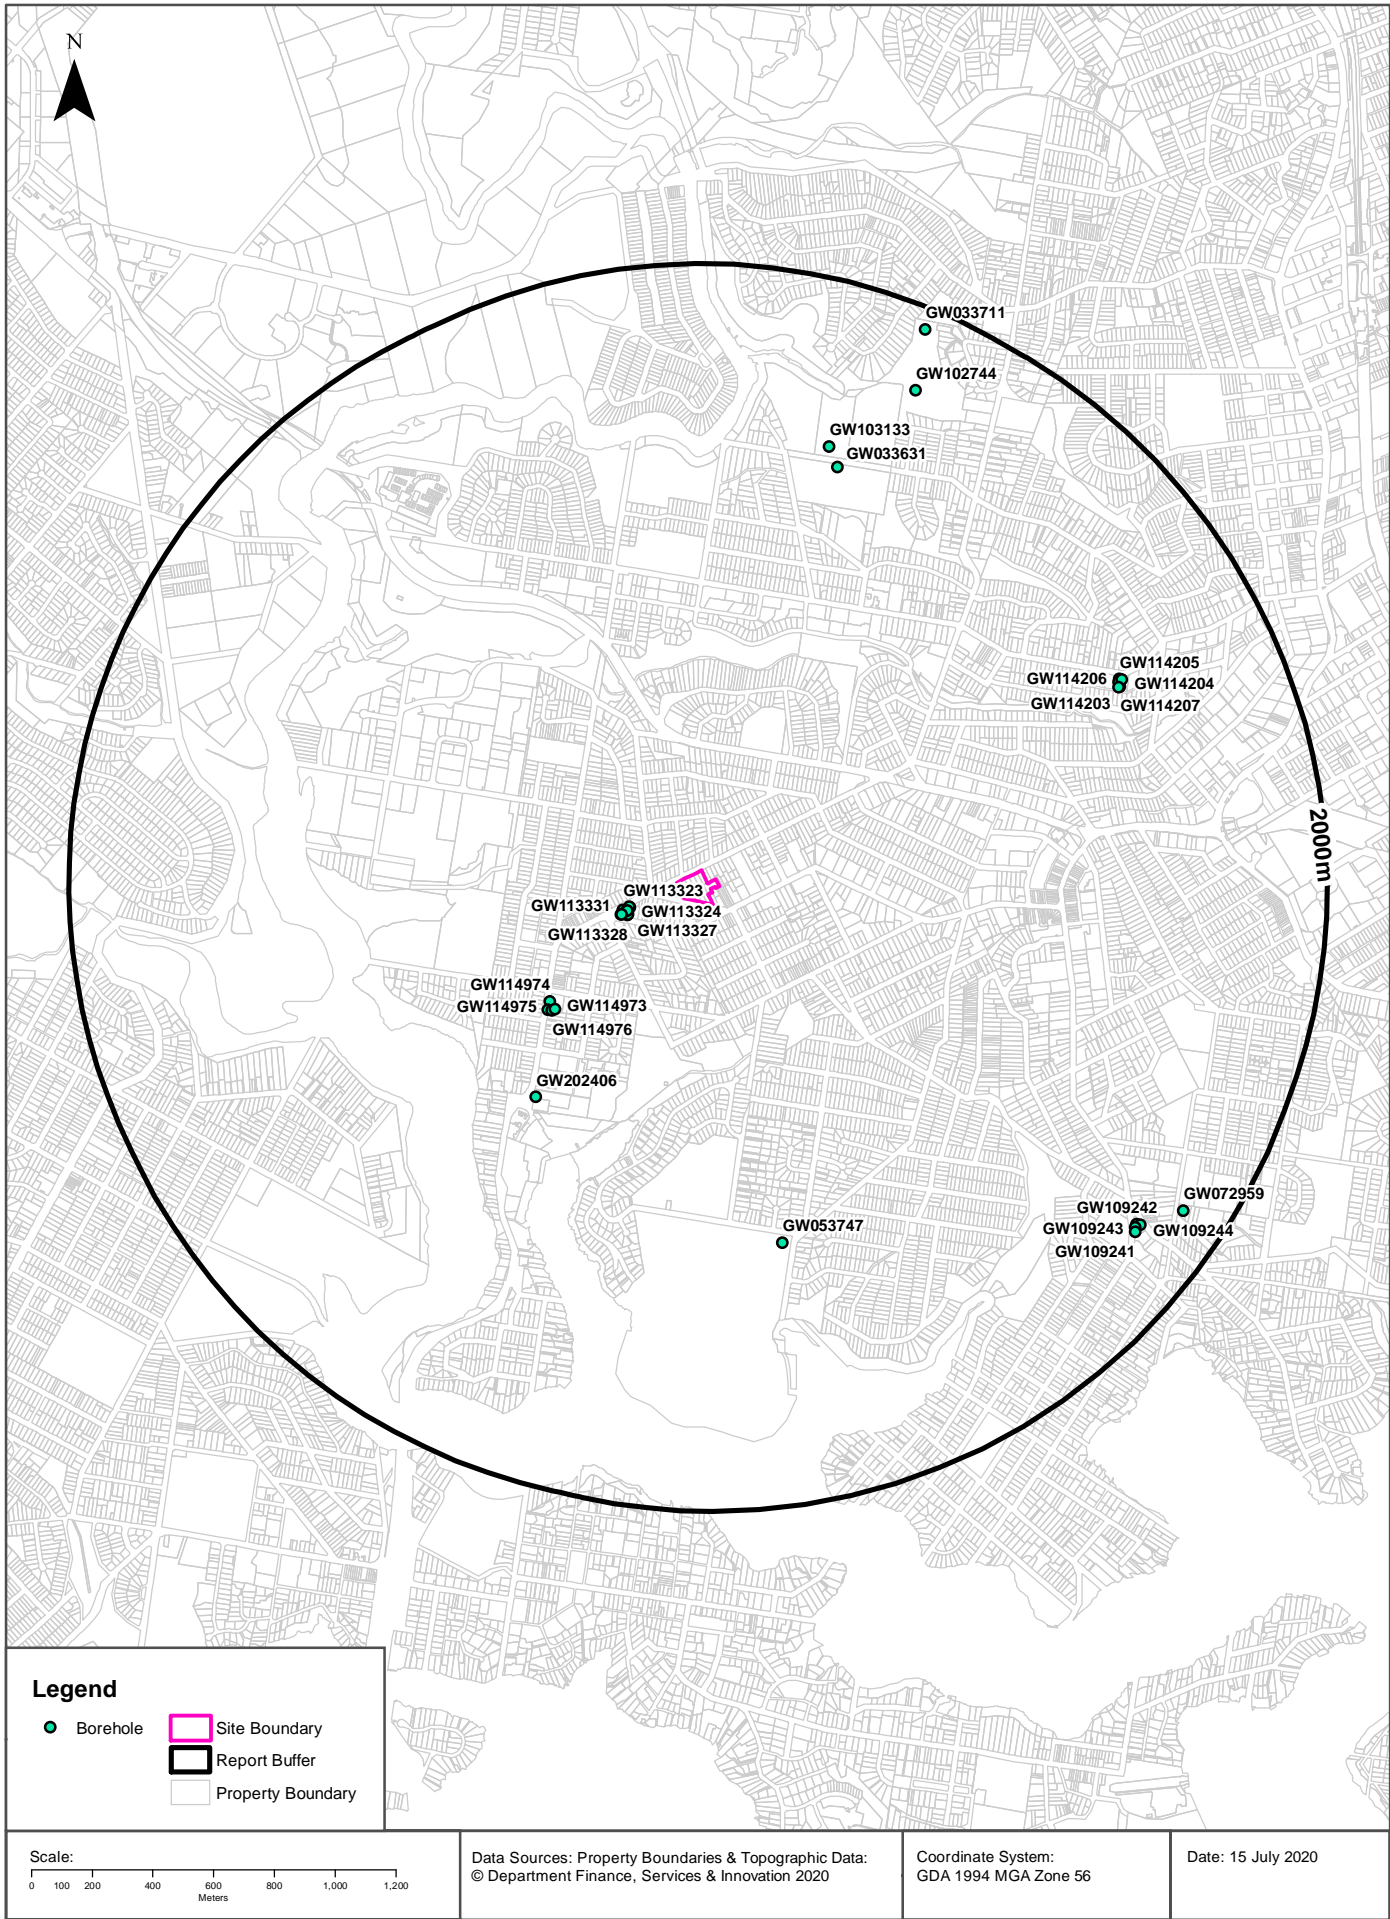 N
GW033711
GW102744
GW103133
GW033631
GW114205
GW114206
GW114204
GW114203
GW114207
2000m
GW113323
GW113331
GW113324
GW113328
GW113327
GW114974
GW114975
GW114973
GW114976
GW202406
GW072959
GW109242
GW109243
GW109244
GW109241
GW053747
Legend
Borehole
Site Boundary
Report Buffer
Property Boundary
Scale:
0 100 200 400 600 800 1,000 1,200
Meters
Data Sources: Property Boundaries & Topographic Data:
© Department Finance, Services & Innovation 2020
Coordinate System:
GDA 1994 MGA Zone 56
Date: 15 July 2020